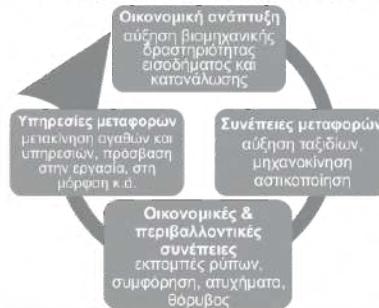 Οικονομική ανάπτυξη
αύξηση βιομηχανικής
δραστηριότητας
εισοδήματος και
κατανάλωσης
Συνέπειες μεταφορών
αύξηση ταξιδίων,
μηχανοκίνηση
αστικοποίηση
Οικονομικές &
περιβαλλοντικές
συνέπειες
εκπομπές ρύπων,
συμφόρηση, ατυχήματα,
θόρυβος
Υπηρεσίες μεταφορών
μετακίνηση αγαθών και
υπηρεσιών, πρόσβαση
στην εργασία, στη
μόρφωση κ.ά.